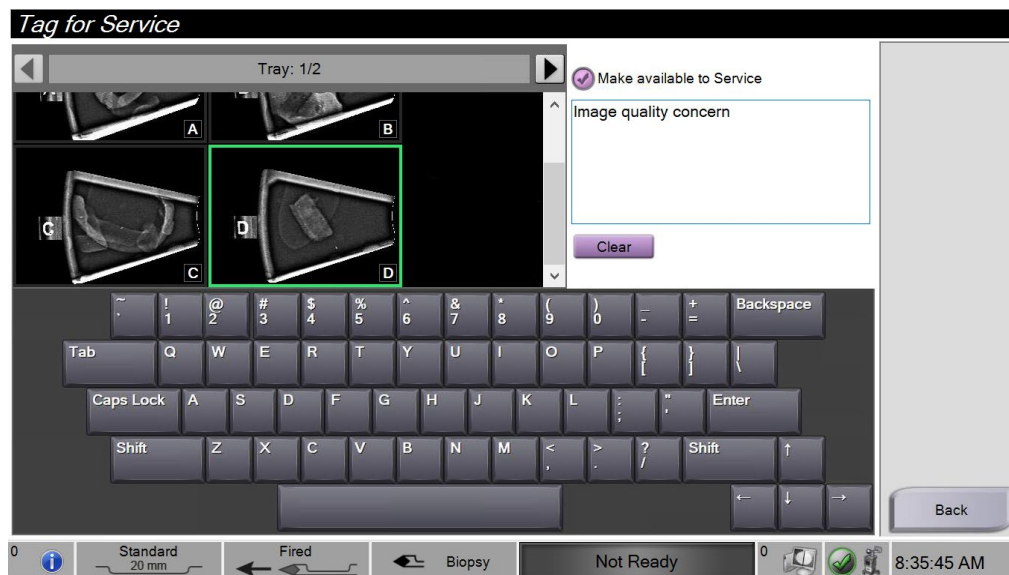 Tag for Service
Tray: 1/2
Make available to Service
Image quality concern
A
B
C
C
D
D
Clear
~ ` ! 1 @ 2 # 3 $ 4 % 5 ^ 6 & 7 * 8 ( 9 ) 0 _ - + = Backspace
Tab Q W E R T Y U I O P { [ } ] | \
Caps Lock A S D F G H J K L : ; " ' Enter
Shift Z X C V B N M < , > . ? / Shift ↑
← ↓ →
Back
0 Standard 20 mm Fired Biopsy Not Ready 0 8:35:45 AM